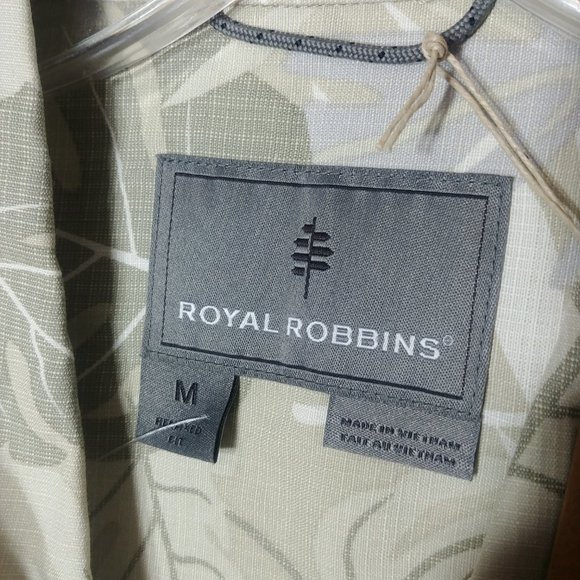 ROYAL ROBBINS®
M
RELAXED
FIT
MADE IN VIETNAM
FAIT AU VIETNAM